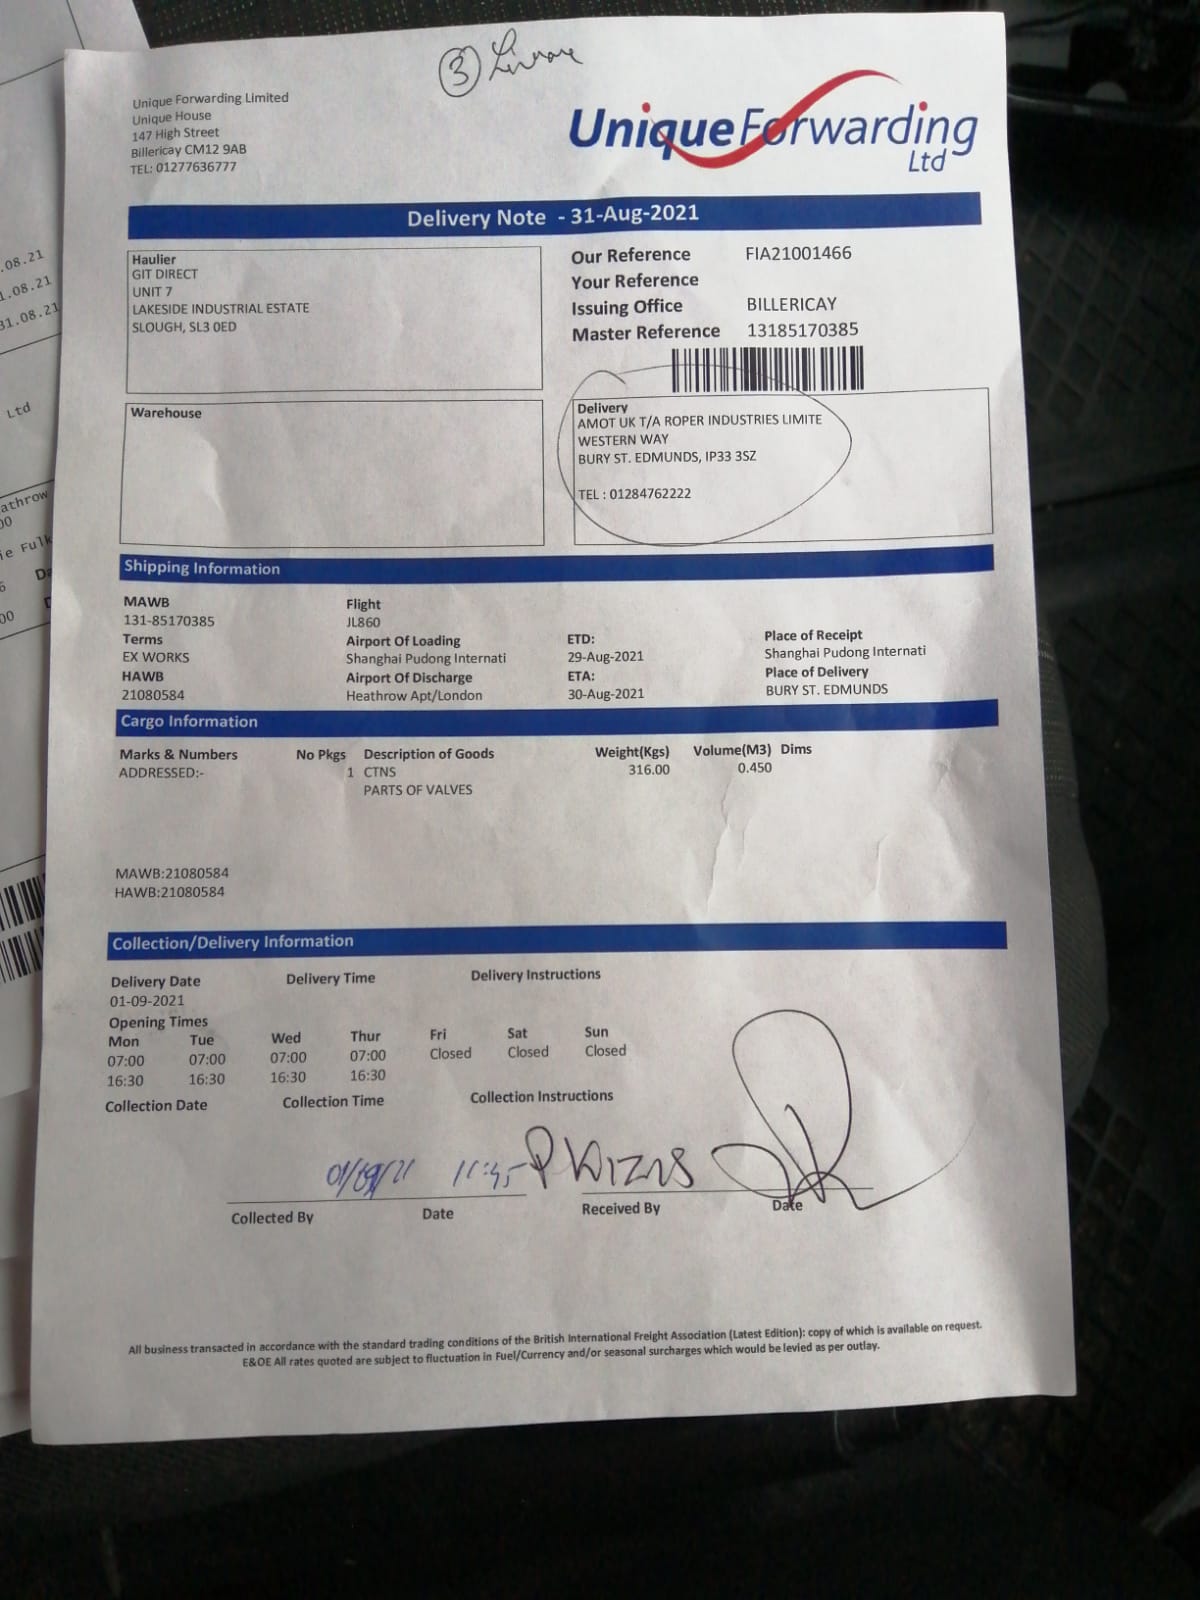 3
Unique Forwarding Limited
Unique House
147 High Street
Billericay CM12 9AB
TEL: 01277636777
UniqueForwarding
Ltd
Delivery Note - 31-Aug-2021
Haulier
GIT DIRECT
UNIT 7
LAKESIDE INDUSTRIAL ESTATE
SLOUGH, SL3 0ED
Our Reference FIA21001466
Your Reference
Issuing Office BILLERICAY
Master Reference 13185170385
Warehouse
Delivery
AMOT UK T/A ROPER INDUSTRIES LIMITE
WESTERN WAY
BURY ST. EDMUNDS, IP33 3SZ
TEL : 01284762222
Shipping Information
MAWB Flight
131-85170385 JL860
Terms Airport Of Loading ETD: Place of Receipt
EX WORKS Shanghai Pudong Internati 29-Aug-2021 Shanghai Pudong Internati
HAWB Airport Of Discharge ETA: Place of Delivery
21080584 Heathrow Apt/London 30-Aug-2021 BURY ST. EDMUNDS
Cargo Information
Marks & Numbers No Pkgs Description of Goods Weight(Kgs) Volume(M3) Dims
ADDRESSED:- 1 CTNS 316.00 0.450
PARTS OF VALVES
MAWB:21080584
HAWB:21080584
Collection/Delivery Information
Delivery Date Delivery Time Delivery Instructions
01-09-2021
Opening Times
Mon Tue Wed Thur Fri Sat Sun
07:00 07:00 07:00 07:00 Closed Closed Closed
16:30 16:30 16:30 16:30
Collection Date Collection Time Collection Instructions
01/09/21 11:45 P
Collected By Date Received By Date
All business transacted in accordance with the standard trading conditions of the British International Freight Association (Latest Edition): copy of which is available on request.
E&OE All rates quoted are subject to fluctuation in Fuel/Currency and/or seasonal surcharges which would be levied as per outlay.
.08.21
1.08.21
31.08.21
Ltd
athrow
00
ie Fulk
6 Da
00